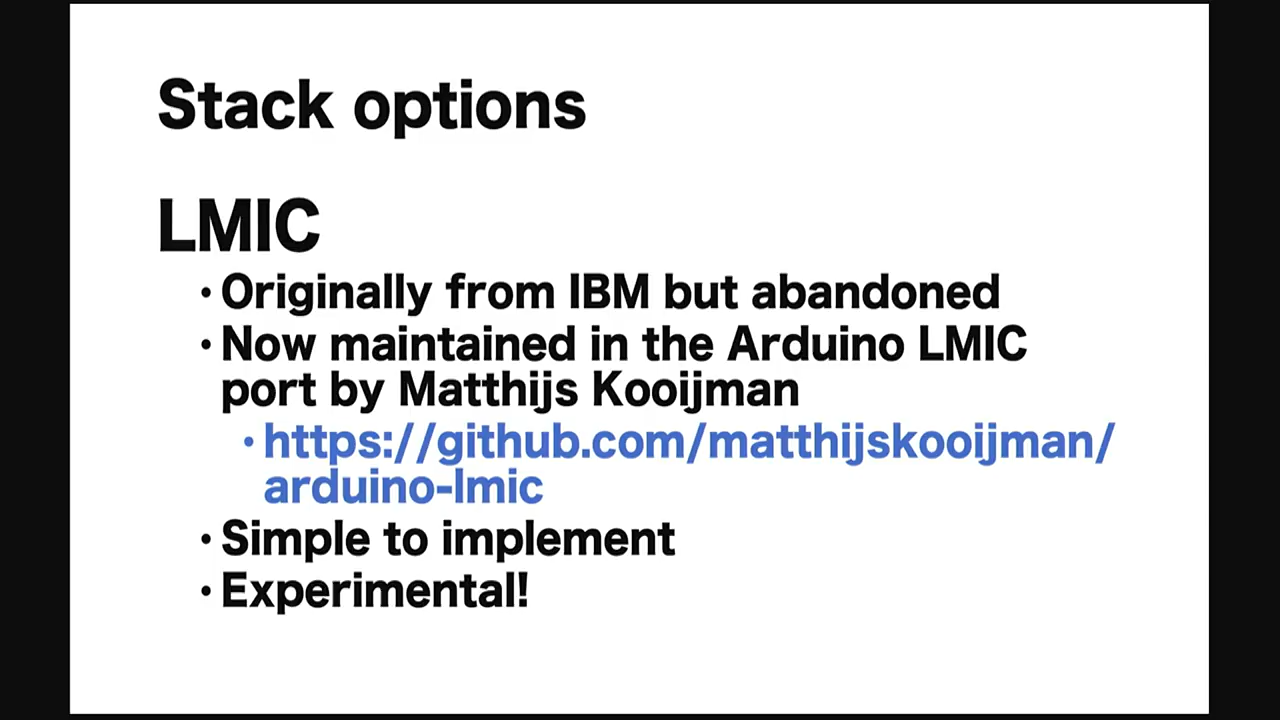 Stack options
LMIC
• Originally from IBM but abandoned
• Now maintained in the Arduino LMIC
port by Matthijs Kooijman
• https://github.com/matthijskooijman/
arduino-lmic
• Simple to implement
• Experimental!